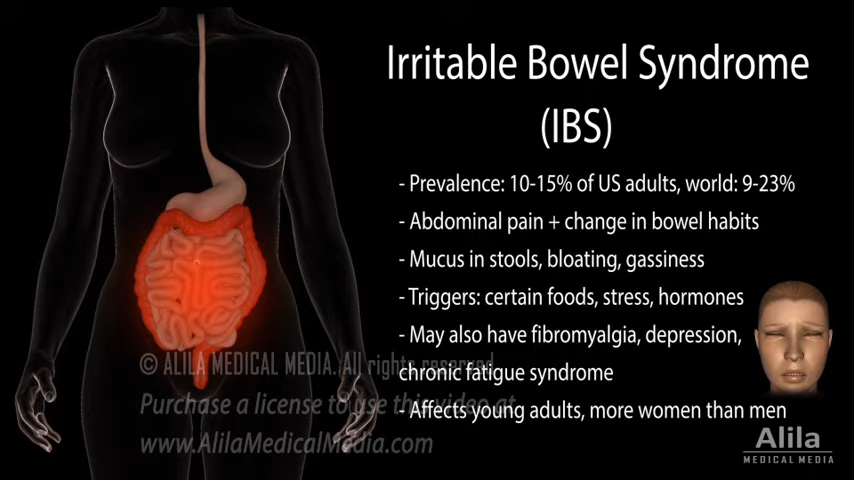 Irritable Bowel Syndrome
(IBS)
- Prevalence: 10-15% of US adults, world: 9-23%
- Abdominal pain + change in bowel habits
- Mucus in stools, bloating, gassiness
- Triggers: certain foods, stress, hormones
- May also have fibromyalgia, depression,
chronic fatigue syndrome
- Affects young adults, more women than men
© ALILA MEDICAL MEDIA. All rights reserved.
Purchase a license to use this video at
www.AlilaMedicalMedia.com
Alila
MEDICAL MEDIA